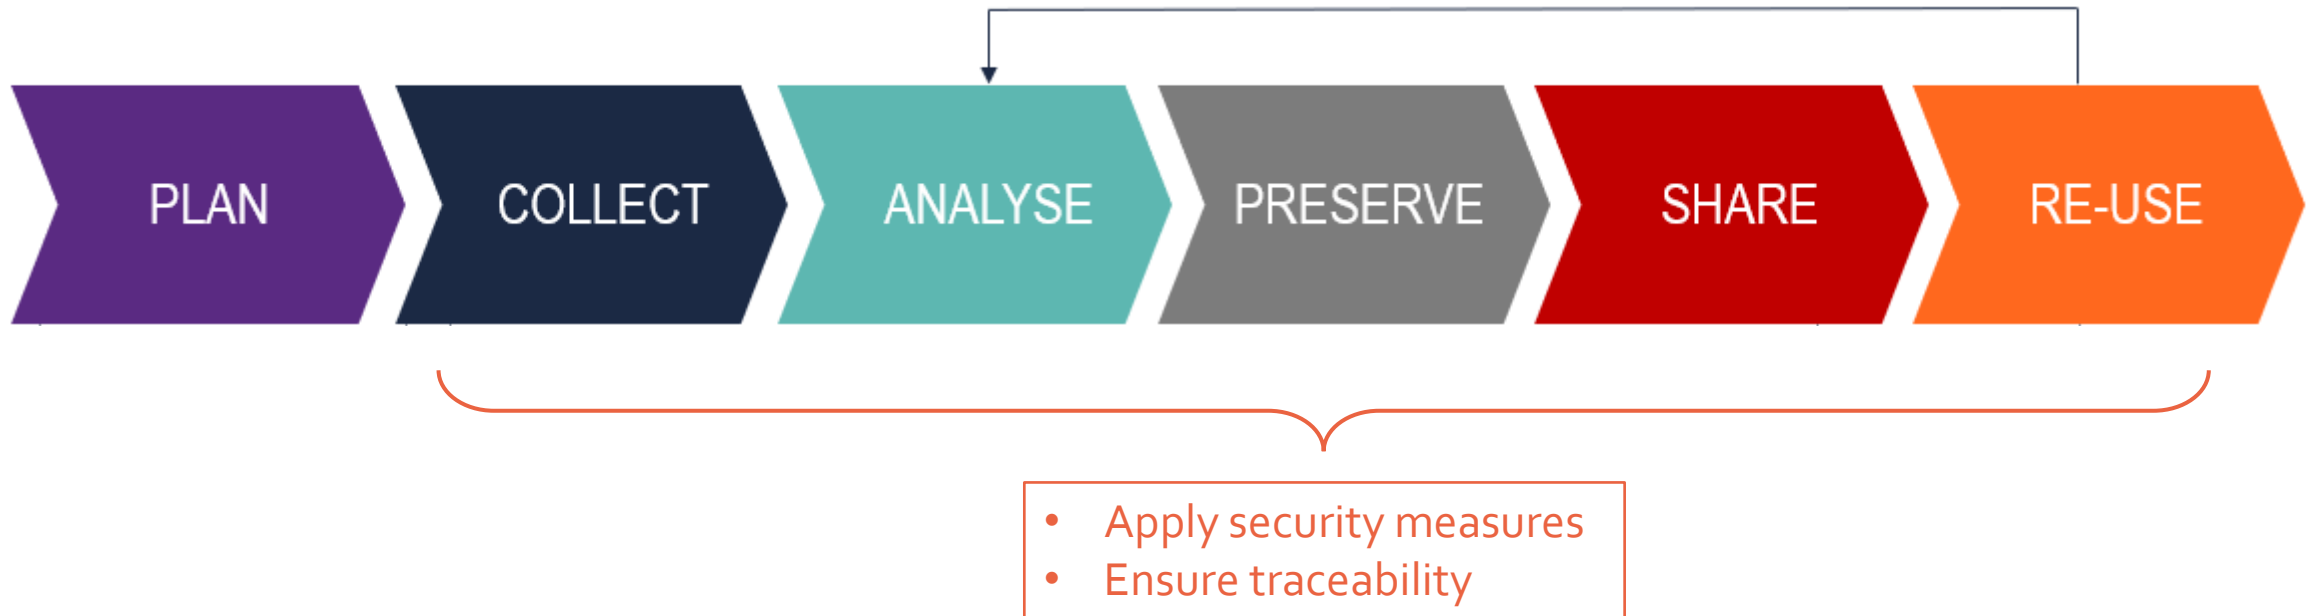 PLAN
COLLECT
ANALYSE
PRESERVE
SHARE
RE-USE
• Apply security measures
• Ensure traceability